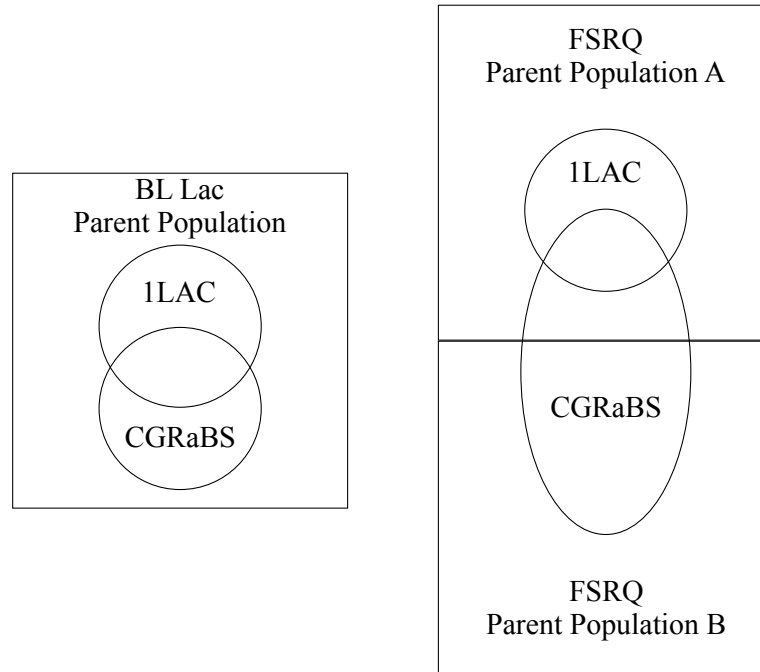 BL Lac
Parent Population
1LAC
CGRaBS
FSRQ
Parent Population A
1LAC
CGRaBS
FSRQ
Parent Population B